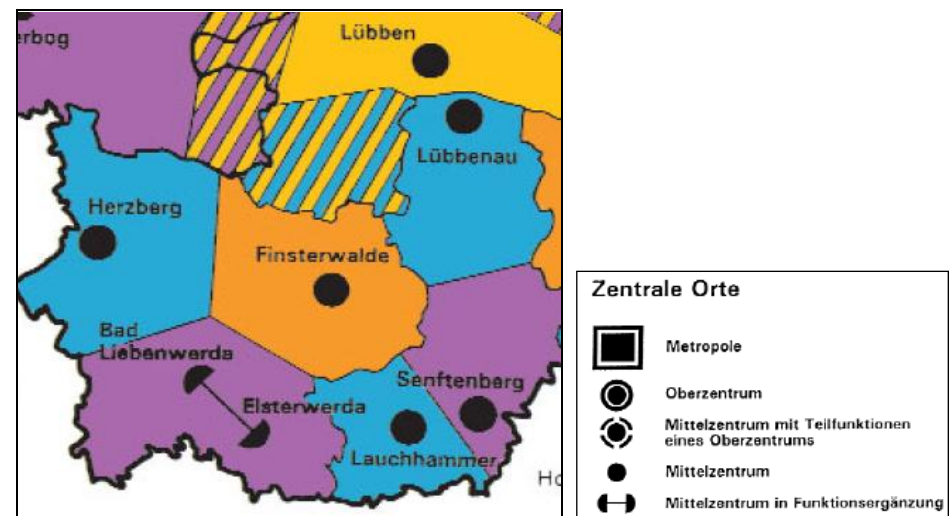 erbog
Lübben
Lübbenau
Herzberg
Finsterwalde
Bad
Liebenwerda
Elsterwerda
Senftenberg
Lauchhammer
Ho
Zentrale Orte
Metropole
Oberzentrum
Mittelzentrum mit Teilfunktionen
eines Oberzentrums
Mittelzentrum
Mittelzentrum in Funktionsergänzung